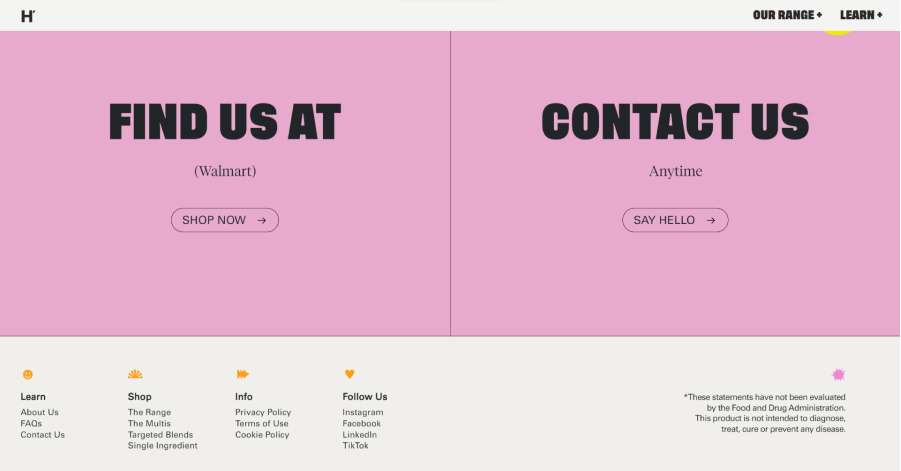 H'
OUR RANGE +
LEARN +
FIND US AT
(Walmart)
SHOP NOW →
CONTACT US
Anytime
SAY HELLO →
Learn
About Us
FAQs
Contact Us
Shop
The Range
The Multis
Targeted Blends
Single Ingredient
Info
Privacy Policy
Terms of Use
Cookie Policy
Follow Us
Instagram
Facebook
LinkedIn
TikTok
*These statements have not been evaluated
by the Food and Drug Administration.
This product is not intended to diagnose,
treat, cure or prevent any disease.